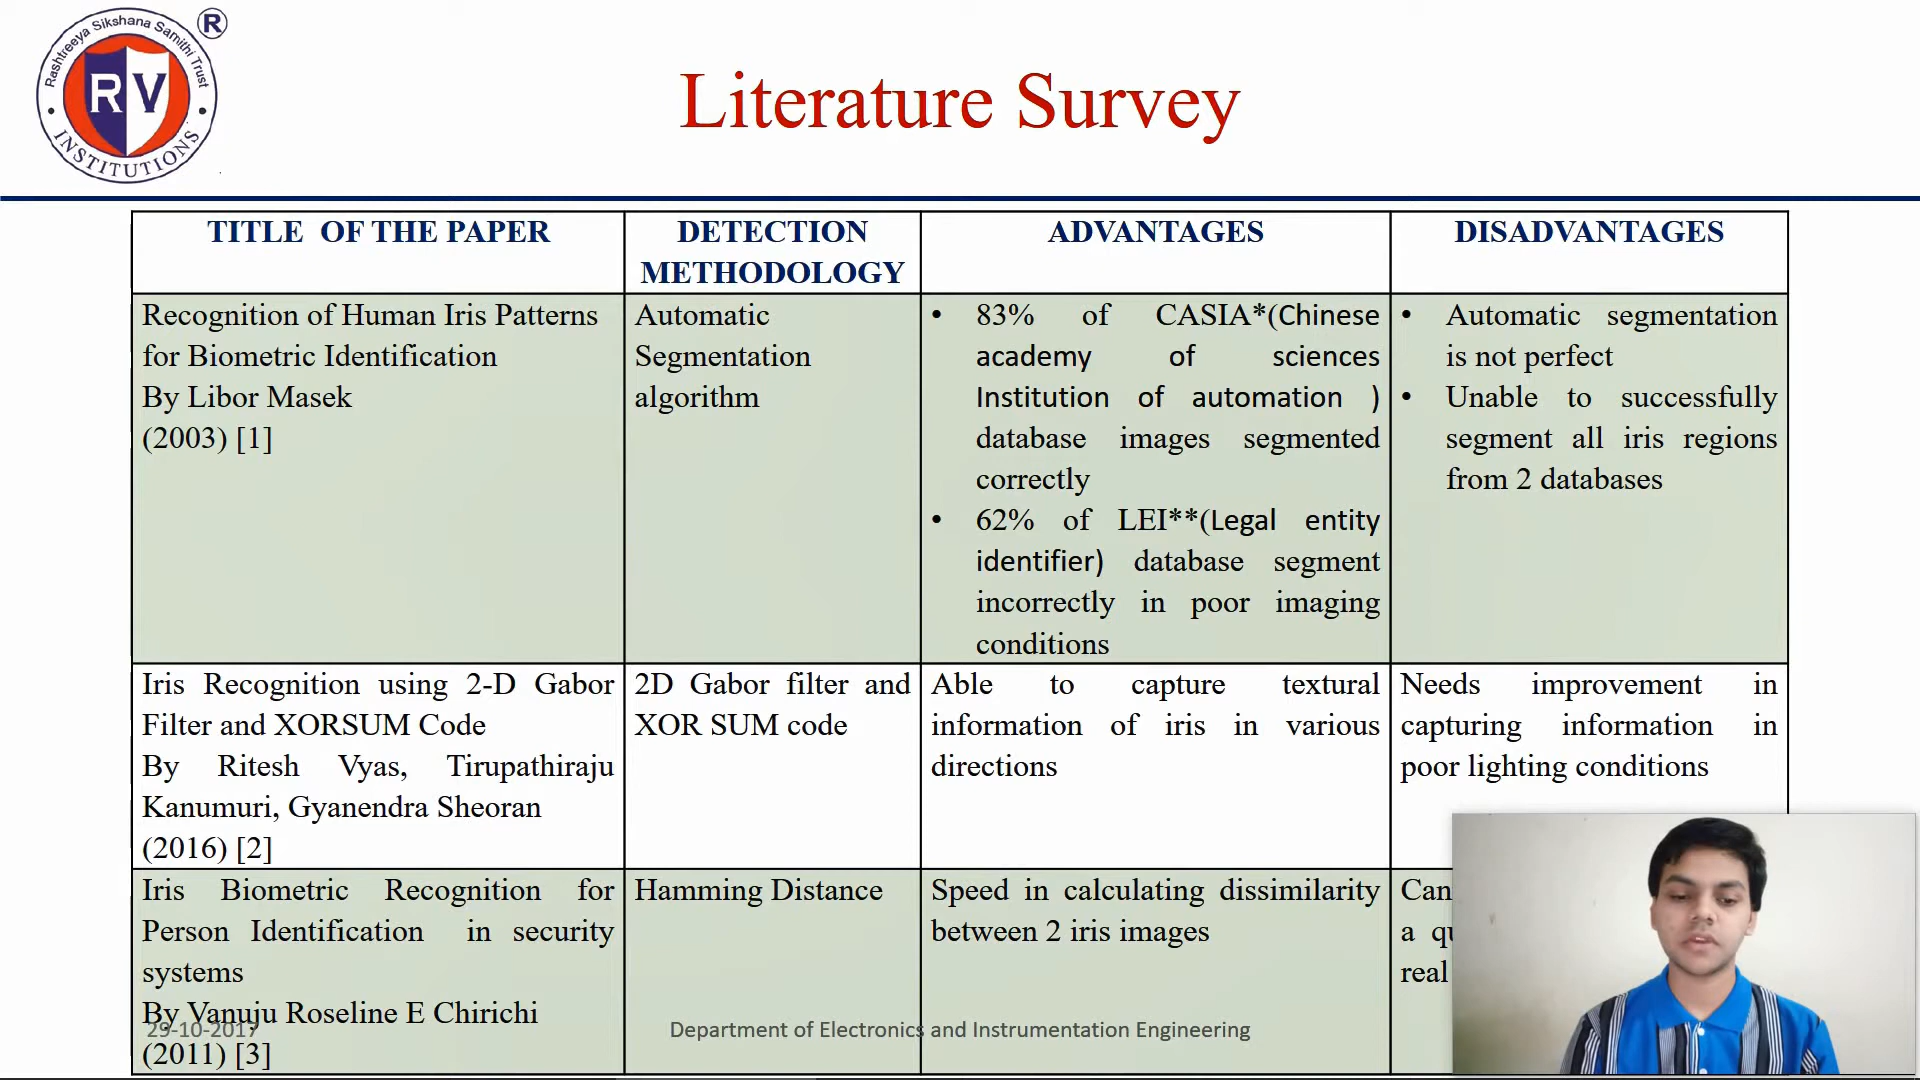 Rashtreeya Sikshana Samithi Trust
®
RV
INSTITUTIONS
Literature Survey
TITLE OF THE PAPER
DETECTION
METHODOLOGY
ADVANTAGES
DISADVANTAGES
Recognition of Human Iris Patterns
for Biometric Identification
By Libor Masek
(2003) [1]
Automatic
Segmentation
algorithm
• 83% of CASIA*(Chinese
academy of sciences
Institution of automation )
database images segmented
correctly
• 62% of LEI**(Legal entity
identifier) database segment
incorrectly in poor imaging
conditions
• Automatic segmentation
is not perfect
• Unable to successfully
segment all iris regions
from 2 databases
Iris Recognition using 2-D Gabor
Filter and XORSUM Code
By Ritesh Vyas, Tirupathiraju
Kanumuri, Gyanendra Sheoran
(2016) [2]
2D Gabor filter and
XOR SUM code
Able to capture textural
information of iris in various
directions
Needs improvement in
capturing information in
poor lighting conditions
Iris Biometric Recognition for
Person Identification in security
systems
By Vanuju Roseline E Chirichi
(2011) [3]
Hamming Distance
Speed in calculating dissimilarity
between 2 iris images
Can
a
real
29-10-2017
Department of Electronics and Instrumentation Engineering